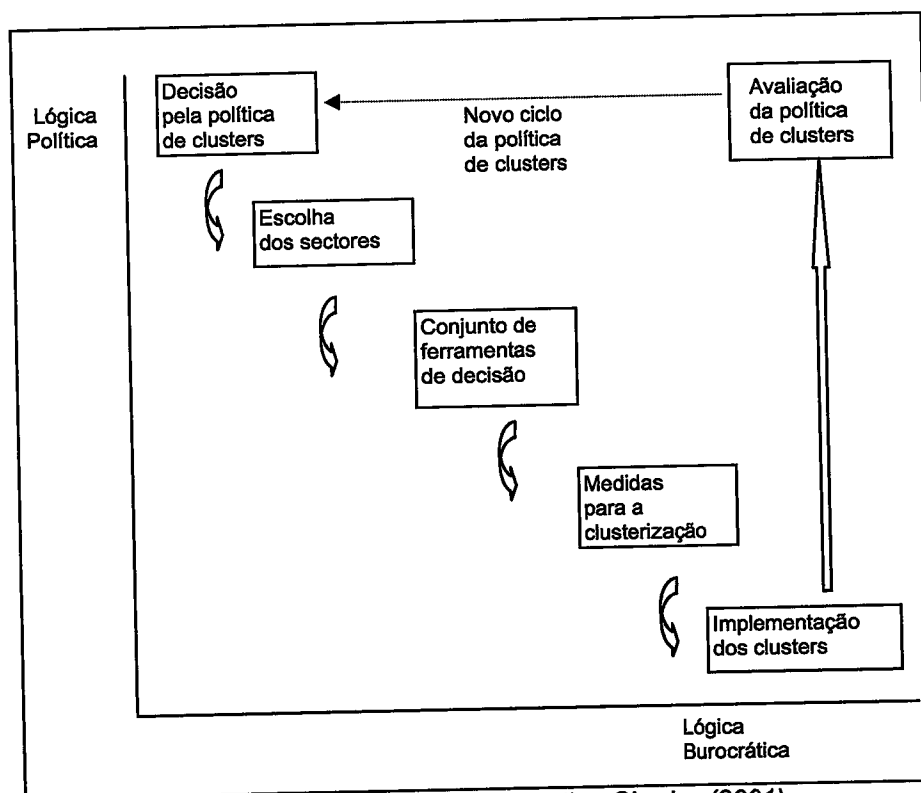 Lógica
Política
Decisão
pela política
de clusters
Novo ciclo
da política
de clusters
Avaliação
da política
de clusters
Escolha
dos sectores
Conjunto de
ferramentas
de decisão
Medidas
para a
clusterização
Implementação
dos clusters
Lógica
Burocrática
(2001)